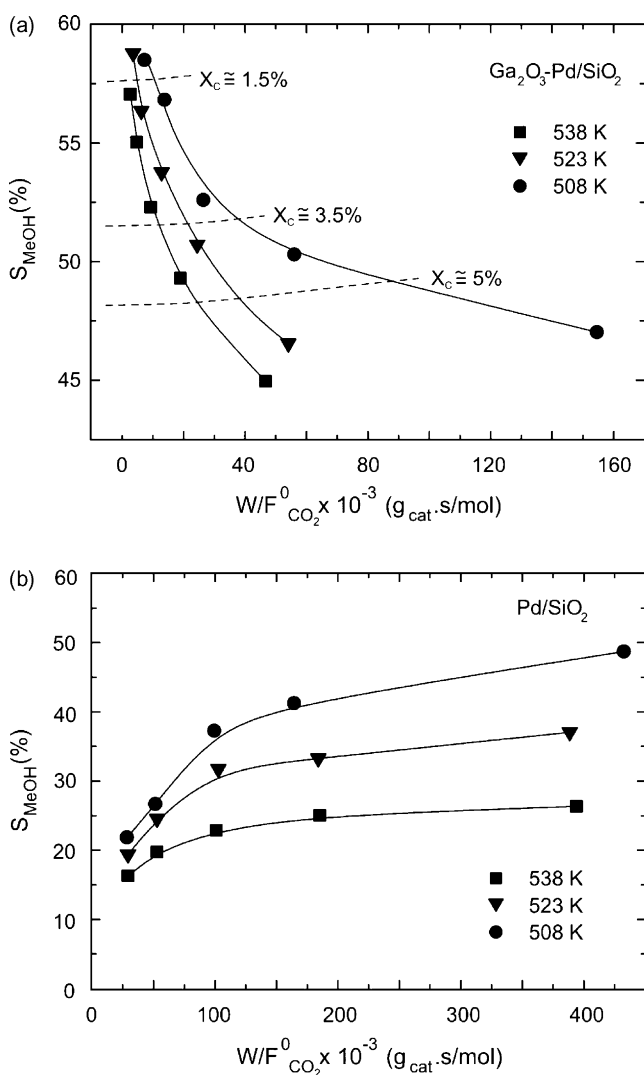 (a)
60
55
50
45
S_MeOH(%)
Ga₂O₃-Pd/SiO₂
538 K
523 K
508 K
X_c ≅ 1.5%
X_c ≅ 3.5%
X_c ≅ 5%
0 40 80 120 160
W/F⁰_CO₂ x 10⁻³ (g_cat.s/mol)
(b)
60
50
40
30
20
10
0
S_MeOH(%)
Pd/SiO₂
538 K
523 K
508 K
0 100 200 300 400
W/F⁰_CO₂ x 10⁻³ (g_cat.s/mol)